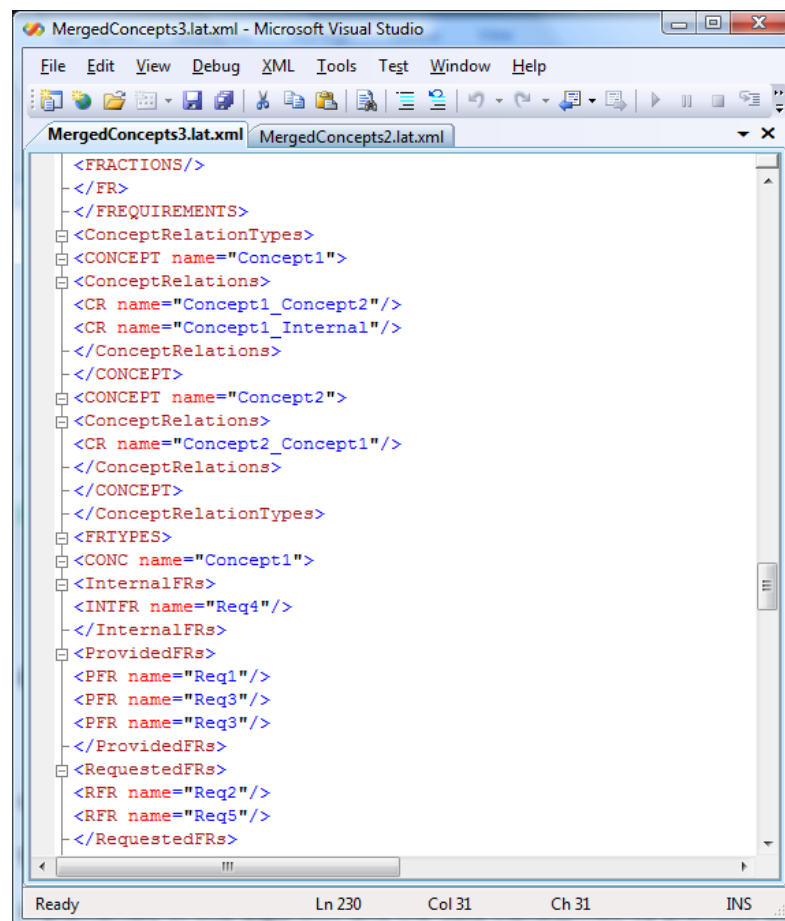 MergedConcepts3.lat.xml - Microsoft Visual Studio
File Edit View Debug XML Tools Test Window Help
MergedConcepts3.lat.xml MergedConcepts2.lat.xml
<FRACTIONS/>
</FR>
</FREQUIREMENTS>
<ConceptRelationTypes>
<CONCEPT name="Concept1">
<ConceptRelations>
<CR name="Concept1_Concept2"/>
<CR name="Concept1_Internal"/>
</ConceptRelations>
</CONCEPT>
<CONCEPT name="Concept2">
<ConceptRelations>
<CR name="Concept2_Concept1"/>
</ConceptRelations>
</CONCEPT>
</ConceptRelationTypes>
<FRTYPES>
<CONC name="Concept1">
<InternalFRs>
<INTFR name="Req4"/>
</InternalFRs>
<ProvidedFRs>
<PFR name="Req1"/>
<PFR name="Req3"/>
<PFR name="Req3"/>
</ProvidedFRs>
<RequestedFRs>
<RFR name="Req2"/>
<RFR name="Req5"/>
</RequestedFRs>
Ready Ln 230 Col 31 Ch 31 INS